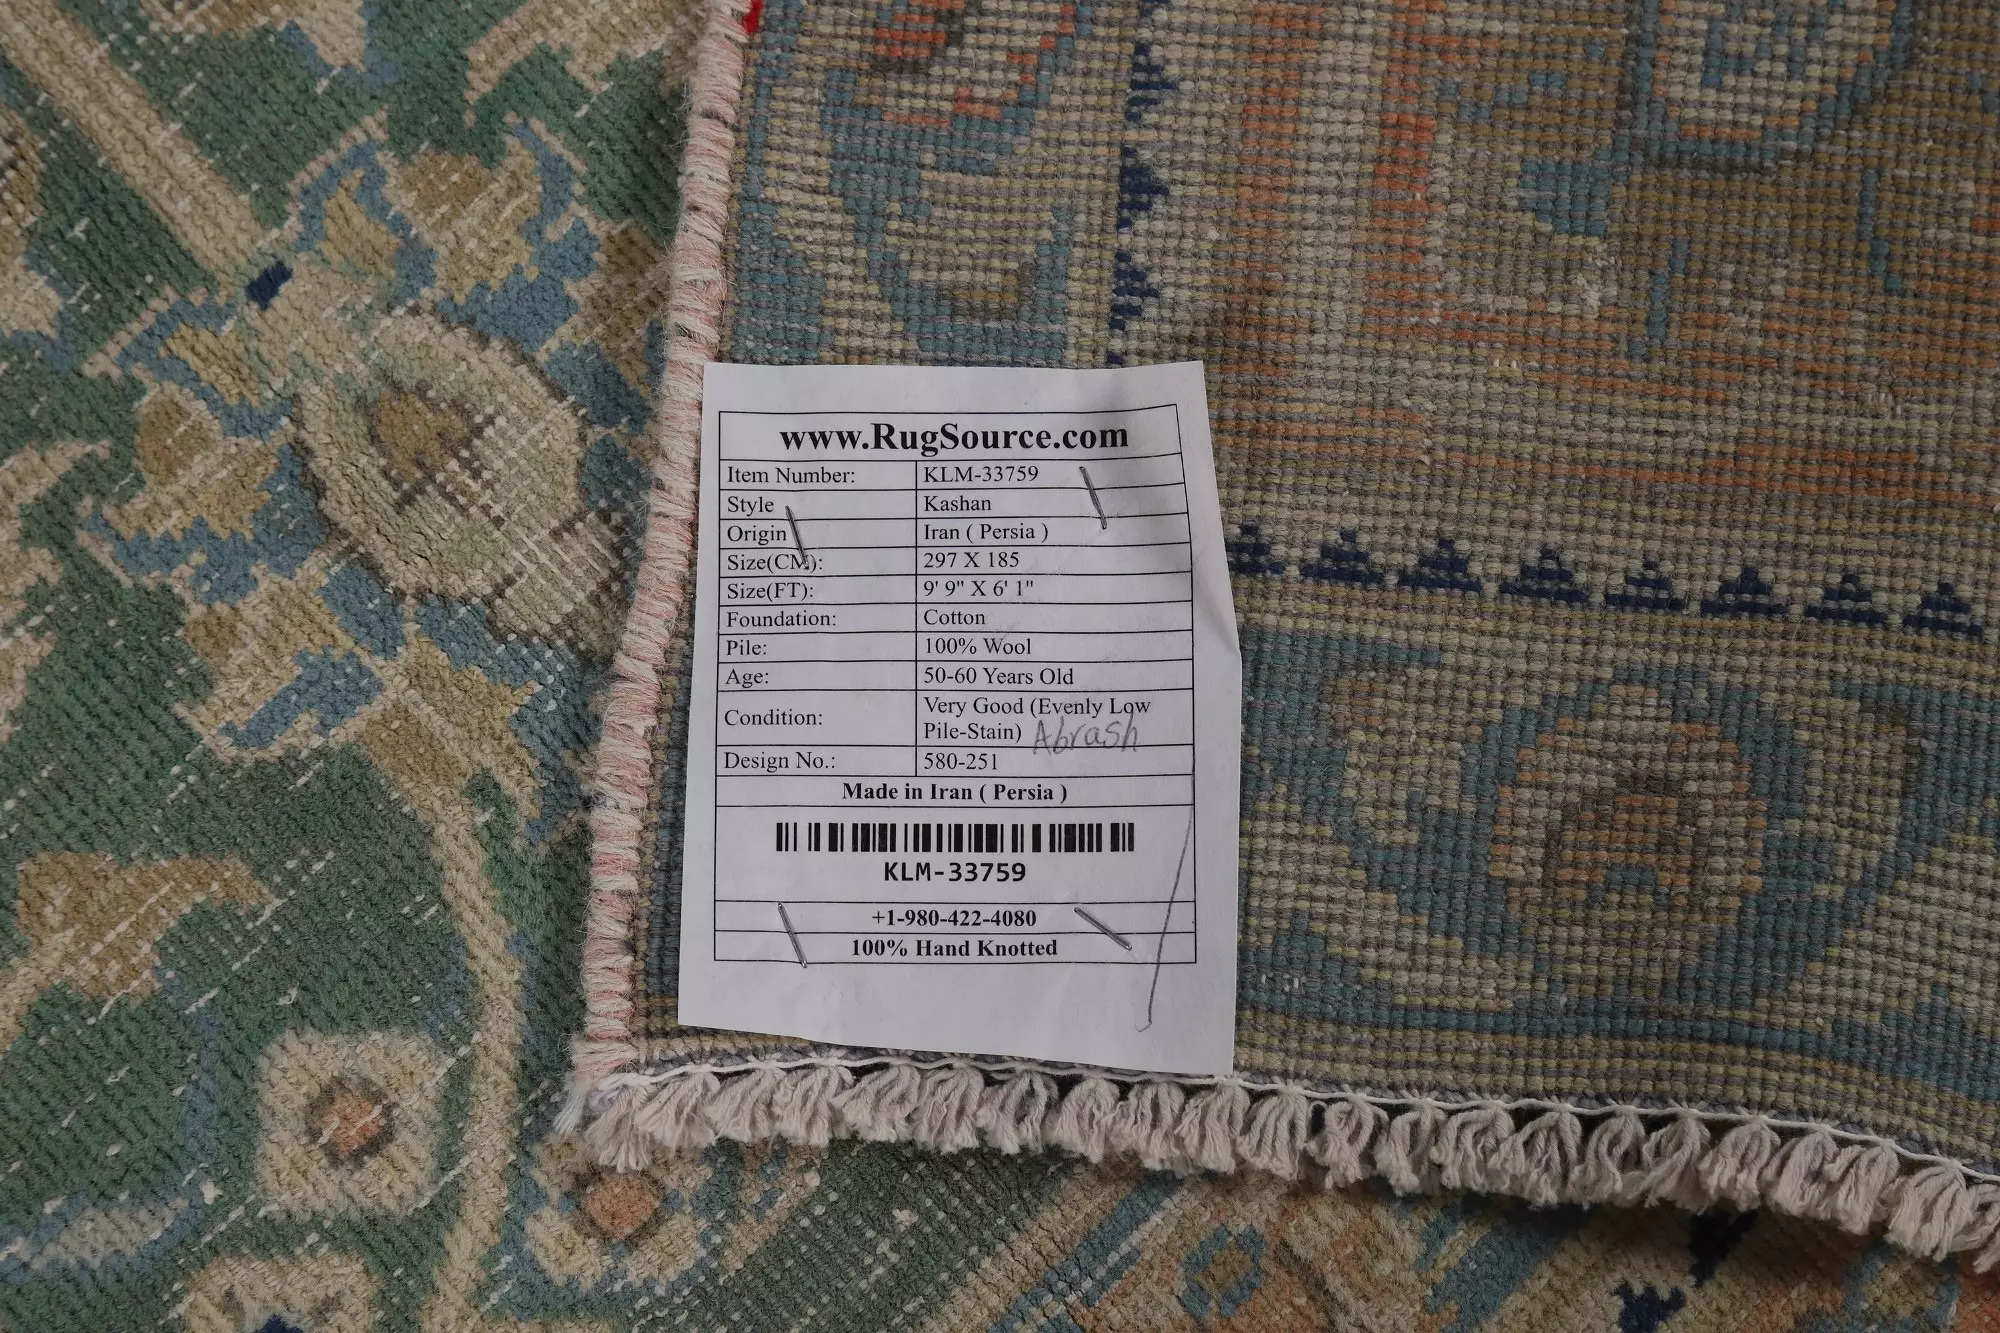 www.RugSource.com
Item Number: KLM-33759
Style Kashan
Origin Iran ( Persia )
Size(CM): 297 X 185
Size(FT): 9' 9" X 6' 1"
Foundation: Cotton
Pile: 100% Wool
Age: 50-60 Years Old
Condition: Very Good (Evenly Low
Pile-Stain) Abrash
Design No.: 580-251
Made in Iran ( Persia )
KLM-33759
+1-980-422-4080
100% Hand Knotted